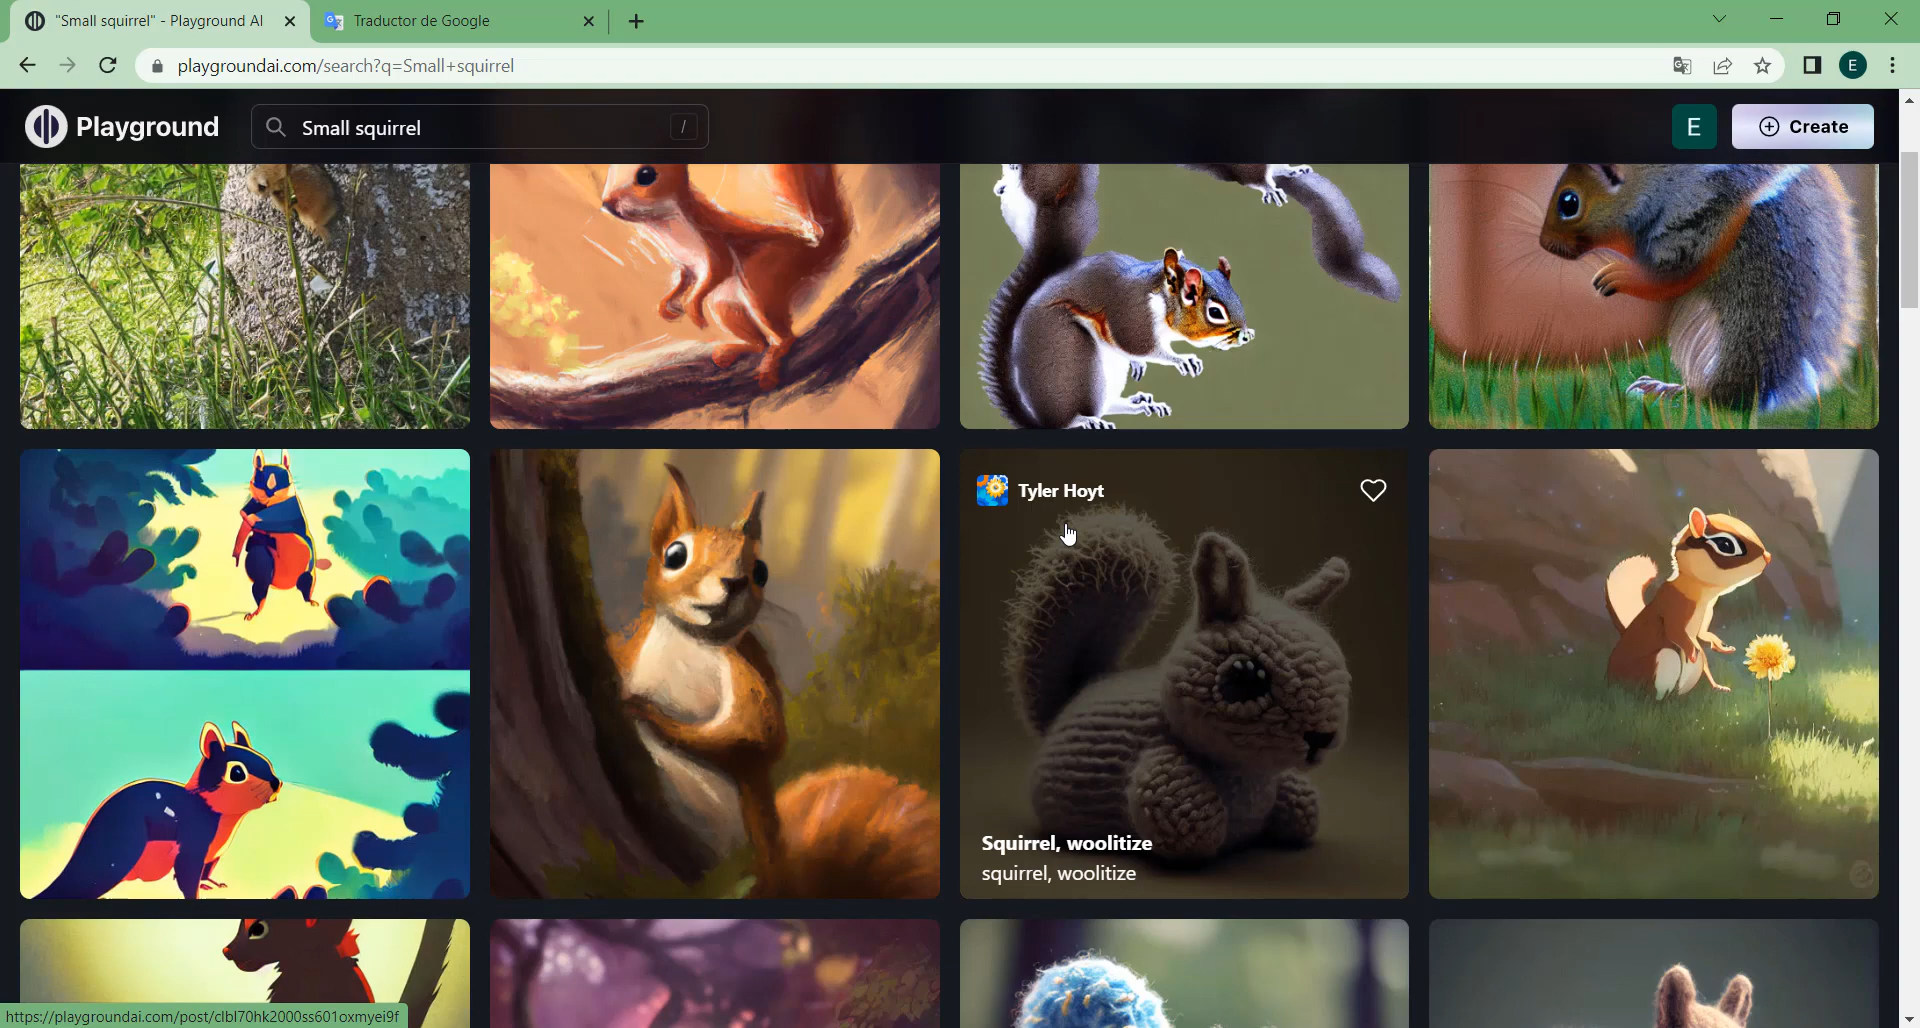 "Small squirrel" - Playground AI
Traductor de Google
playgroundai.com/search?q=Small+squirrel
E
Playground
Small squirrel
/
E
Create
Tyler Hoyt
Squirrel, woolitize
squirrel, woolitize
https://playgroundai.com/post/clbl70hk2000ss601oxmyei9f